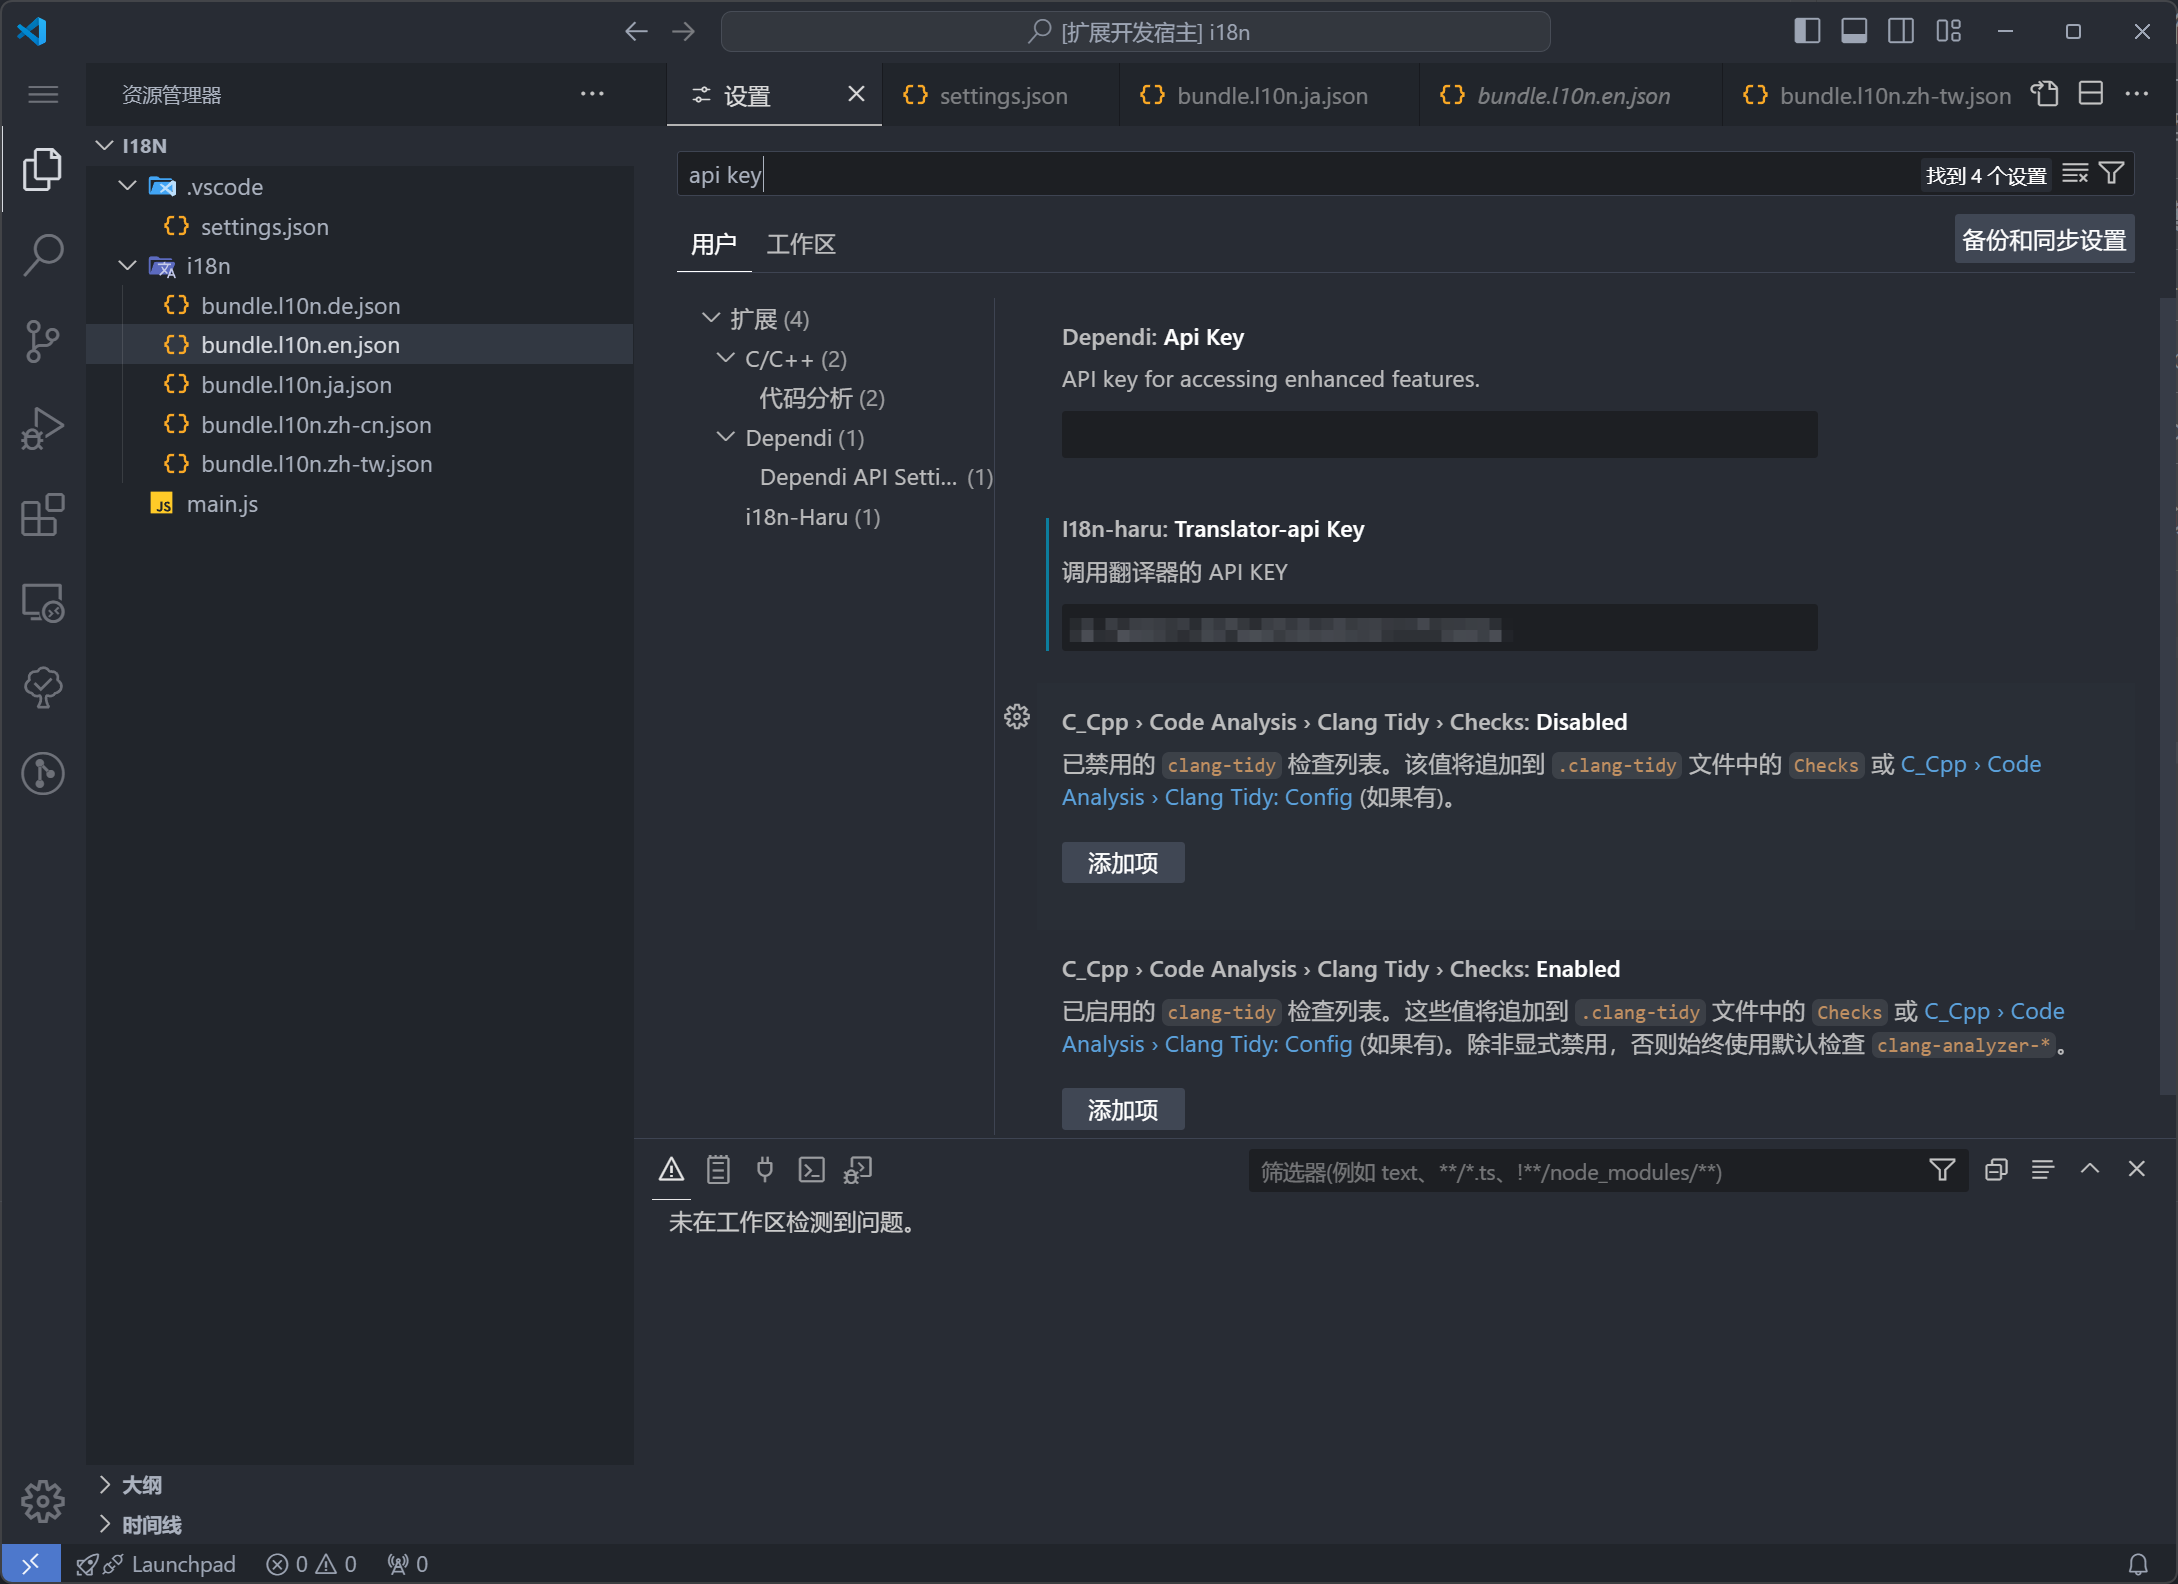 [扩展开发宿主] i18n
资源管理器
设置
settings.json
bundle.l10n.ja.json
bundle.l10n.en.json
bundle.l10n.zh-tw.json
I18N
.vscode
settings.json
i18n
bundle.l10n.de.json
bundle.l10n.en.json
bundle.l10n.ja.json
bundle.l10n.zh-cn.json
bundle.l10n.zh-tw.json
JS main.js
大纲
时间线
api key
找到 4 个设置
用户 工作区
备份和同步设置
扩展 (4)
C/C++ (2)
代码分析 (2)
Dependi (1)
Dependi API Setti... (1)
i18n-Haru (1)
Dependi: Api Key
API key for accessing enhanced features.
I18n-haru: Translator-api Key
调用翻译器的 API KEY
C_Cpp › Code Analysis › Clang Tidy › Checks: Disabled
已禁用的 clang-tidy 检查列表。该值将追加到 .clang-tidy 文件中的 Checks 或 C_Cpp › Code
Analysis › Clang Tidy: Config (如果有)。
添加项
C_Cpp › Code Analysis › Clang Tidy › Checks: Enabled
已启用的 clang-tidy 检查列表。这些值将追加到 .clang-tidy 文件中的 Checks 或 C_Cpp › Code
Analysis › Clang Tidy: Config (如果有)。除非显式禁用，否则始终使用默认检查 clang-analyzer-*。
添加项
筛选器(例如 text、**/*.ts、!**/node_modules/**)
未在工作区检测到问题。
Launchpad 0 0 0